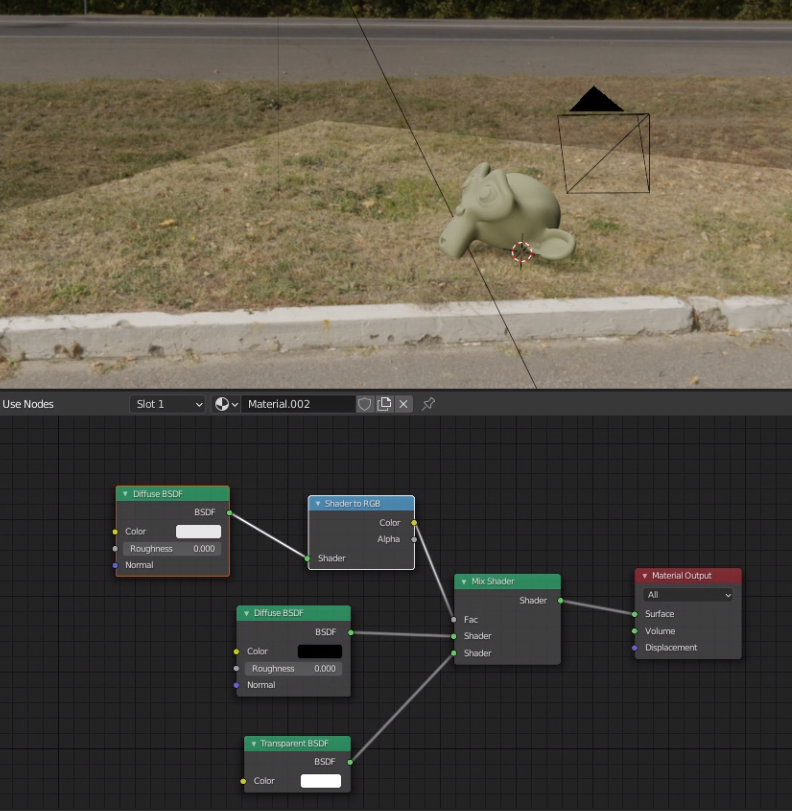 Use Nodes
Slot 1
Material.002
Diffuse BSDF
BSDF
Color
Roughness 0.000
Normal
Shader to RGB
Color
Alpha
Shader
Diffuse BSDF
BSDF
Color
Roughness 0.000
Normal
Transparent BSDF
BSDF
Color
Mix Shader
Shader
Fac
Shader
Shader
Material Output
All
Surface
Volume
Displacement